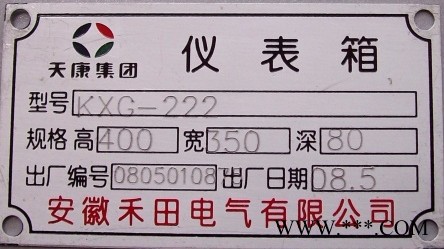 天康集团 仪表箱
型号 KXG-222
规格 高 400 宽 350 深 80
出厂编号 08050108 出厂日期 08.5
安徽禾田电气有限公司
www.***.COM